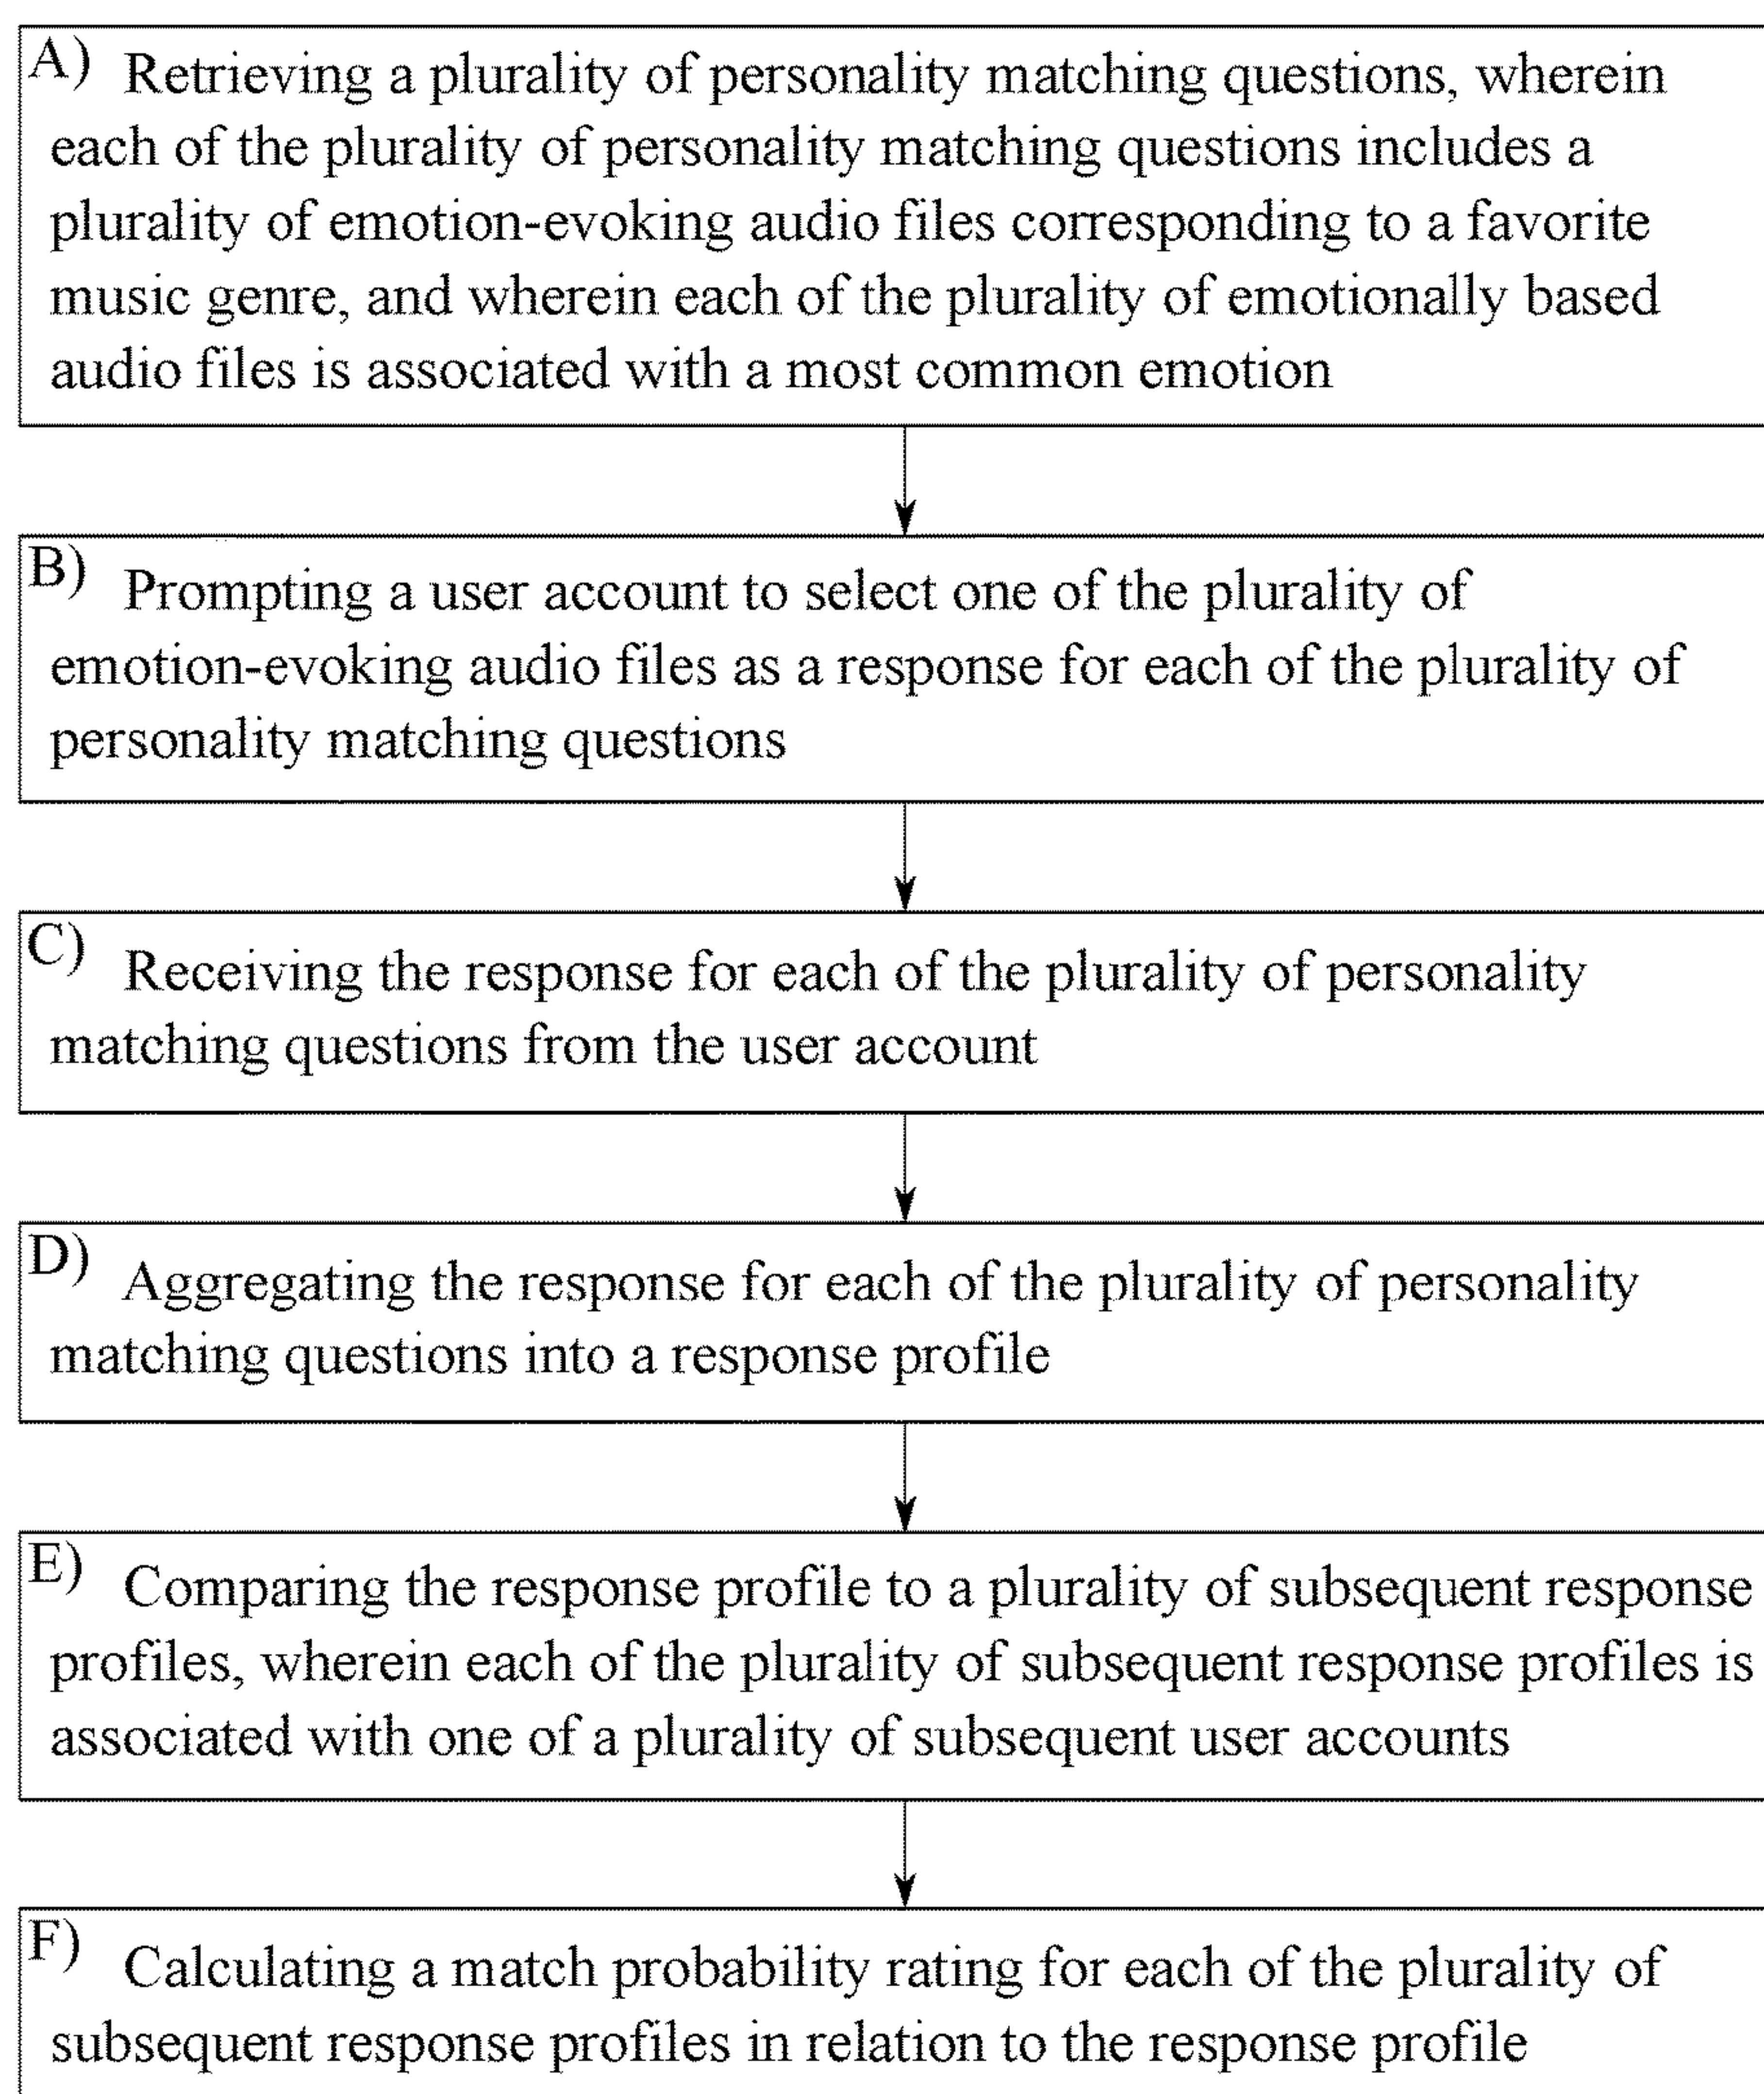 A) Retrieving a plurality of personality matching questions, wherein
each of the plurality of personality matching questions includes a
plurality of emotion-evoking audio files corresponding to a favorite
music genre, and wherein each of the plurality of emotionally based
audio files is associated with a most common emotion
B) Prompting a user account to select one of the plurality of
emotion-evoking audio files as a response for each of the plurality of
personality matching questions
C) Receiving the response for each of the plurality of personality
matching questions from the user account
D) Aggregating the response for each of the plurality of personality
matching questions into a response profile
E) Comparing the response profile to a plurality of subsequent response
profiles, wherein each of the plurality of subsequent response profiles is
associated with one of a plurality of subsequent user accounts
F) Calculating a match probability rating for each of the plurality of
subsequent response profiles in relation to the response profile